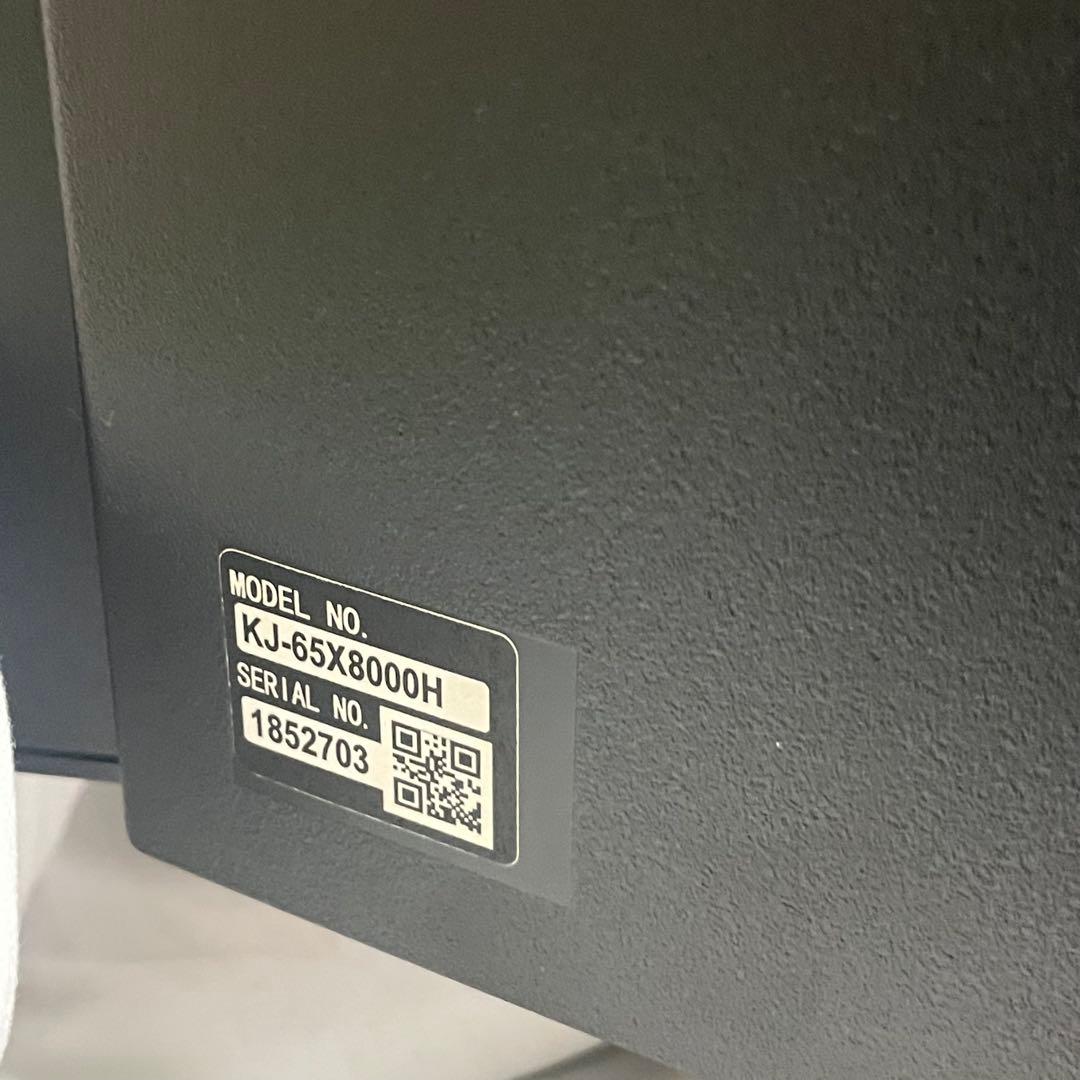 MODEL NO.
KJ-65X8000H
SERIAL NO.
1852703